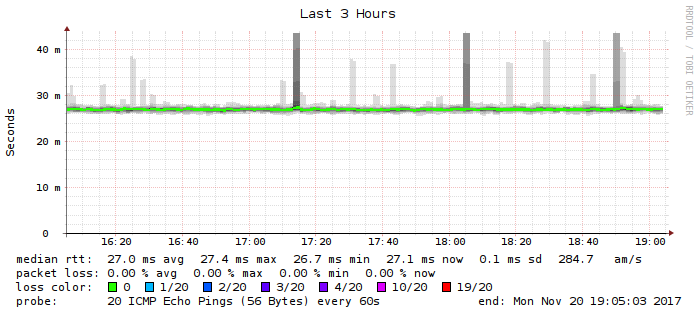 Last 3 Hours
RRDTOOL / TOBI OETIKER
Seconds
40 m
30 m
20 m
10 m
0
16:20 16:40 17:00 17:20 17:40 18:00 18:20 18:40 19:00
median rtt: 27.0 ms avg 27.4 ms max 26.7 ms min 27.1 ms now 0.1 ms sd 284.7 am/s
packet loss: 0.00 % avg 0.00 % max 0.00 % min 0.00 % now
loss color: 0 1/20 2/20 3/20 4/20 10/20 19/20
probe: 20 ICMP Echo Pings (56 Bytes) every 60s end: Mon Nov 20 19:05:03 2017